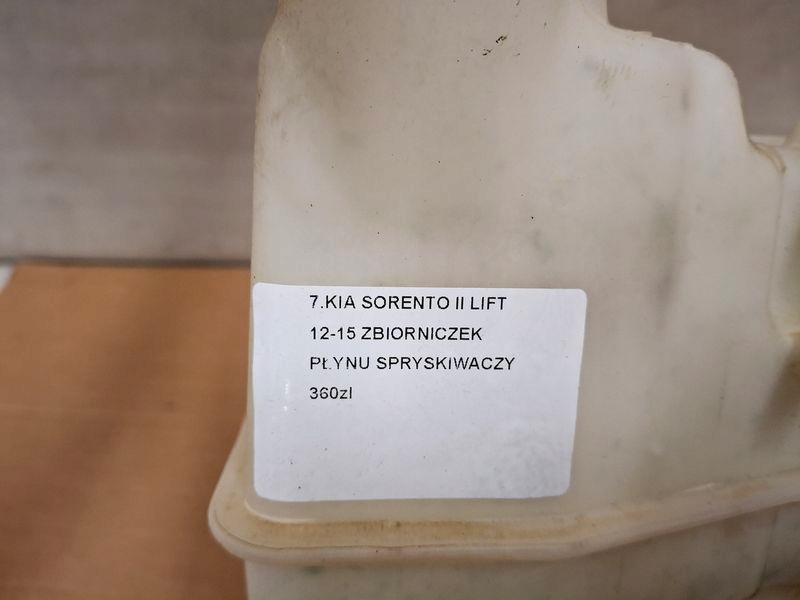 7.KIA SORENTO II LIFT
12-15 ZBIORNICZEK
PŁYNU SPRYSKIWACZY
360zl